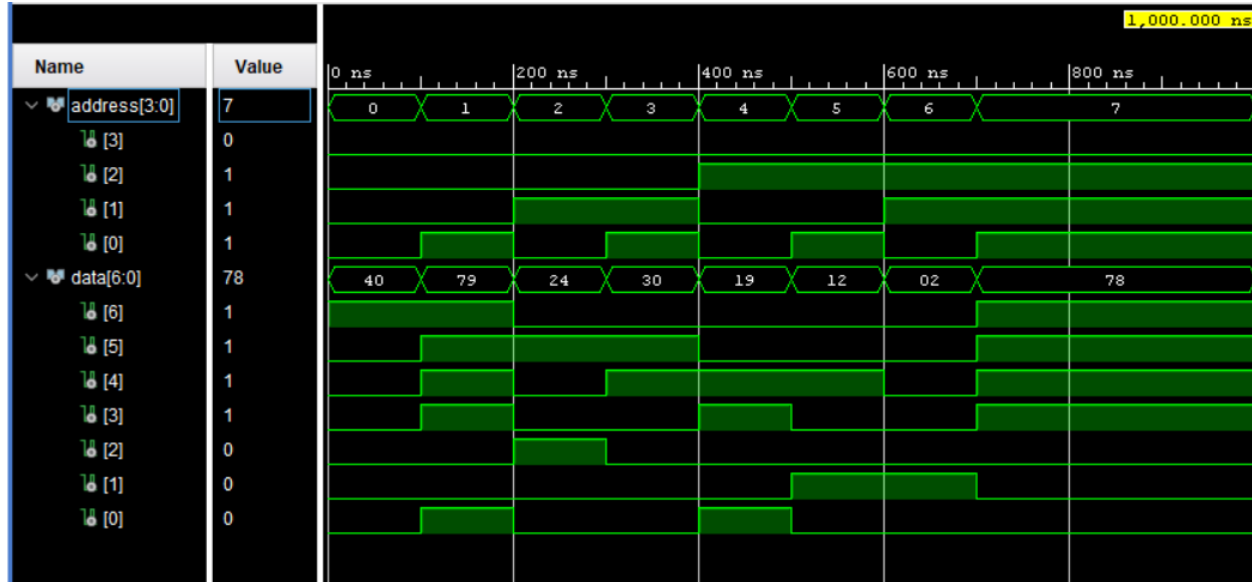 1,000.000 ns
Name Value
0 ns 200 ns 400 ns 600 ns 800 ns
address[3:0] 7 0 1 2 3 4 5 6 7
[3] 0
[2] 1
[1] 1
[0] 1
data[6:0] 78 40 79 24 30 19 12 02 78
[6] 1
[5] 1
[4] 1
[3] 1
[2] 0
[1] 0
[0] 0